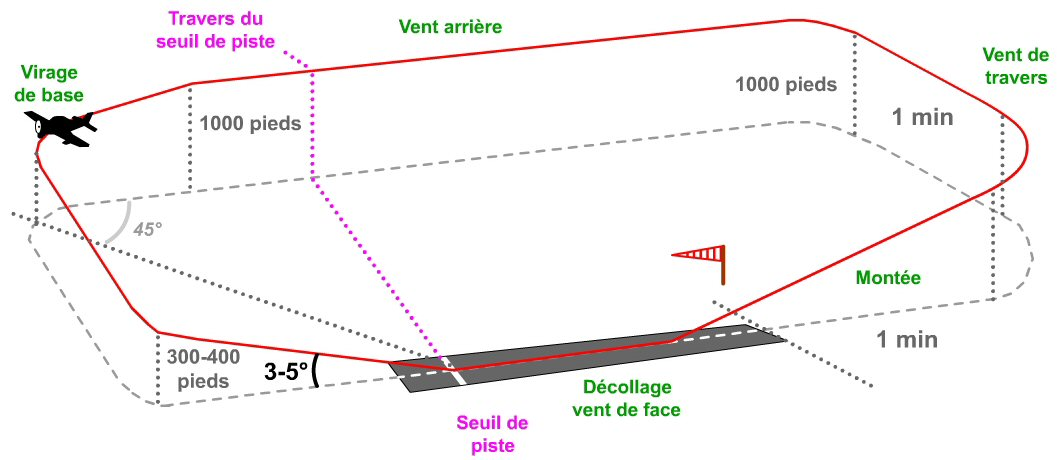 Travers du
seuil de piste
Vent arrière
Vent de
travers
Virage
de base
1000 pieds
1000 pieds
1 min
45°
Montée
1 min
300-400
pieds
3-5°
Décollage
vent de face
Seuil de
piste